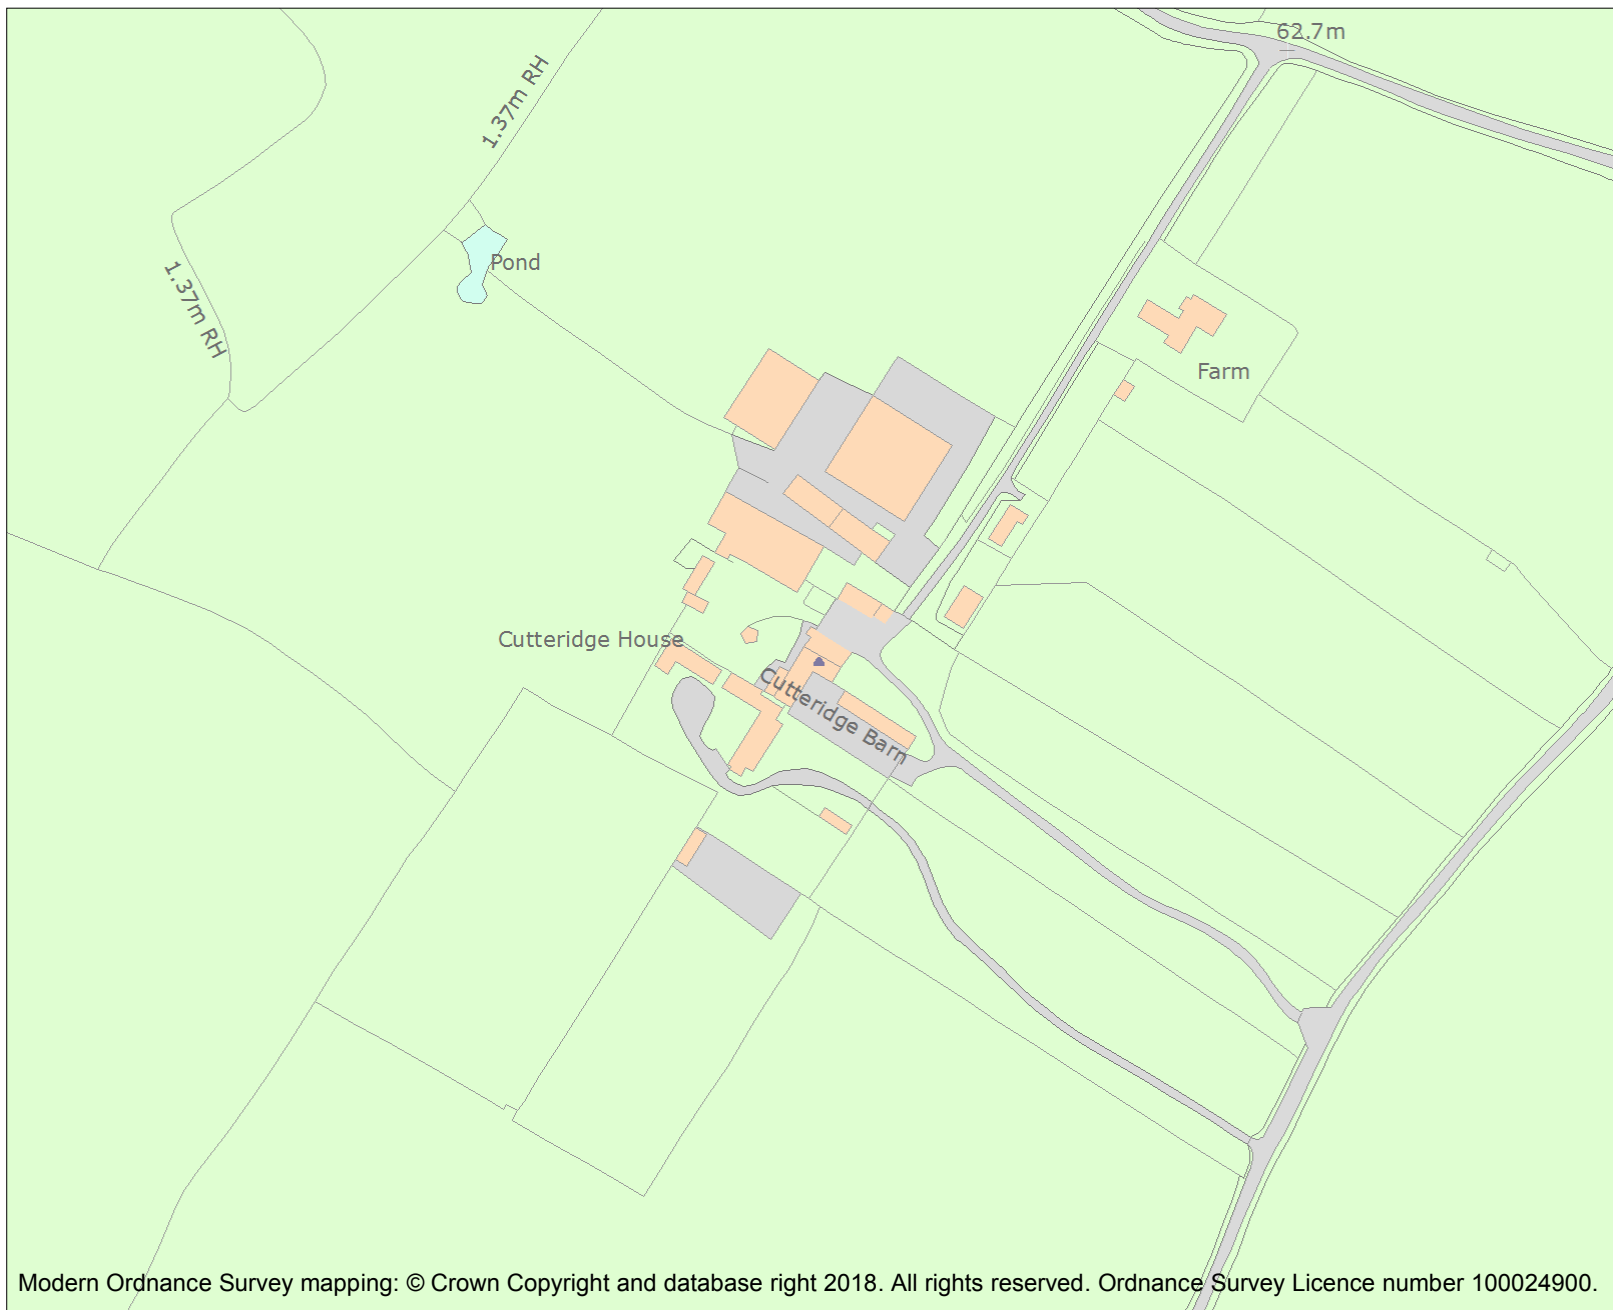 62.7m
1.37m RH
Pond
1.37m RH
Farm
Cutteridge House
Cutteridge Barn
Modern Ordnance Survey mapping: © Crown Copyright and database right 2018. All rights reserved. Ordnance Survey Licence number 100024900.